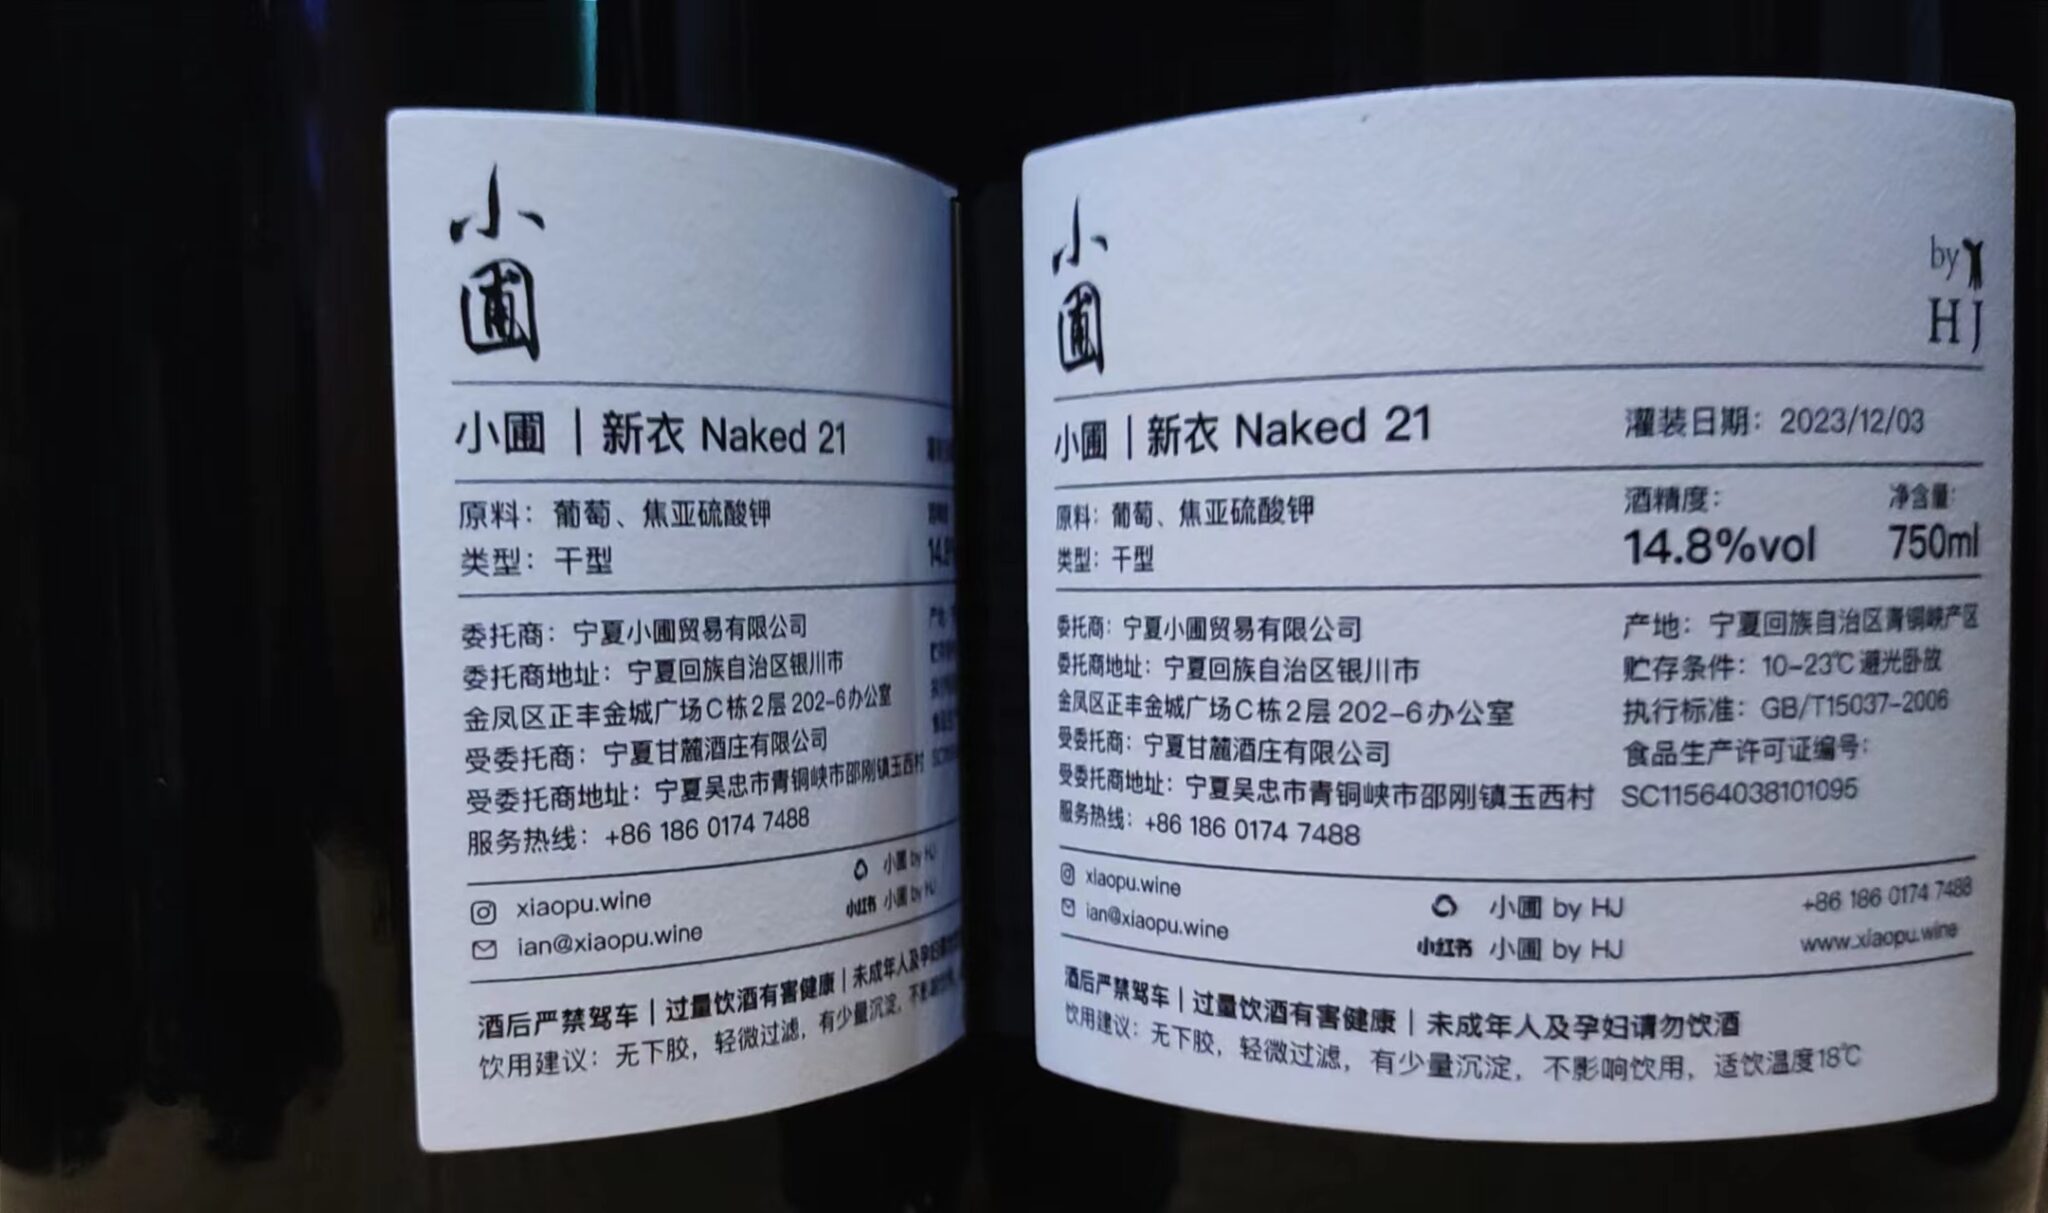 小
圃
小圃 | 新衣 Naked 21
原料：葡萄、焦亚硫酸钾
类型：干型
14.8
委托商：宁夏小圃贸易有限公司
委托商地址：宁夏回族自治区银川市
金凤区正丰金城广场C栋2层202-6办公室
受委托商：宁夏甘麓酒庄有限公司
受委托商地址：宁夏吴忠市青铜峡市邵刚镇玉西村
服务热线：+86 186 0174 7488
xiaopu.wine
ian@xiaopu.wine
小圃 by HJ
小红书 小圃 by HJ
酒后严禁驾车 | 过量饮酒有害健康 | 未成年人及孕妇
饮用建议：无下胶，轻微过滤，有少量沉淀，不影响饮用
小
圃
by
HJ
小圃 | 新衣 Naked 21
灌装日期：2023/12/03
原料：葡萄、焦亚硫酸钾
类型：干型
酒精度：
14.8%vol
净含量：
750ml
委托商：宁夏小圃贸易有限公司
委托商地址：宁夏回族自治区银川市
金凤区正丰金城广场C栋2层202-6办公室
受委托商：宁夏甘麓酒庄有限公司
受委托商地址：宁夏吴忠市青铜峡市邵刚镇玉西村
服务热线：+86 186 0174 7488
产地：宁夏回族自治区青铜峡产区
贮存条件：10-23℃避光卧放
执行标准：GB/T15037-2006
食品生产许可证编号：
SC11564038101095
xiaopu.wine
ian@xiaopu.wine
小圃 by HJ
小红书 小圃 by HJ
+86 186 0174 7488
www.xiaopu.wine
酒后严禁驾车 | 过量饮酒有害健康 | 未成年人及孕妇请勿饮酒
饮用建议：无下胶，轻微过滤，有少量沉淀，不影响饮用，适饮温度18℃